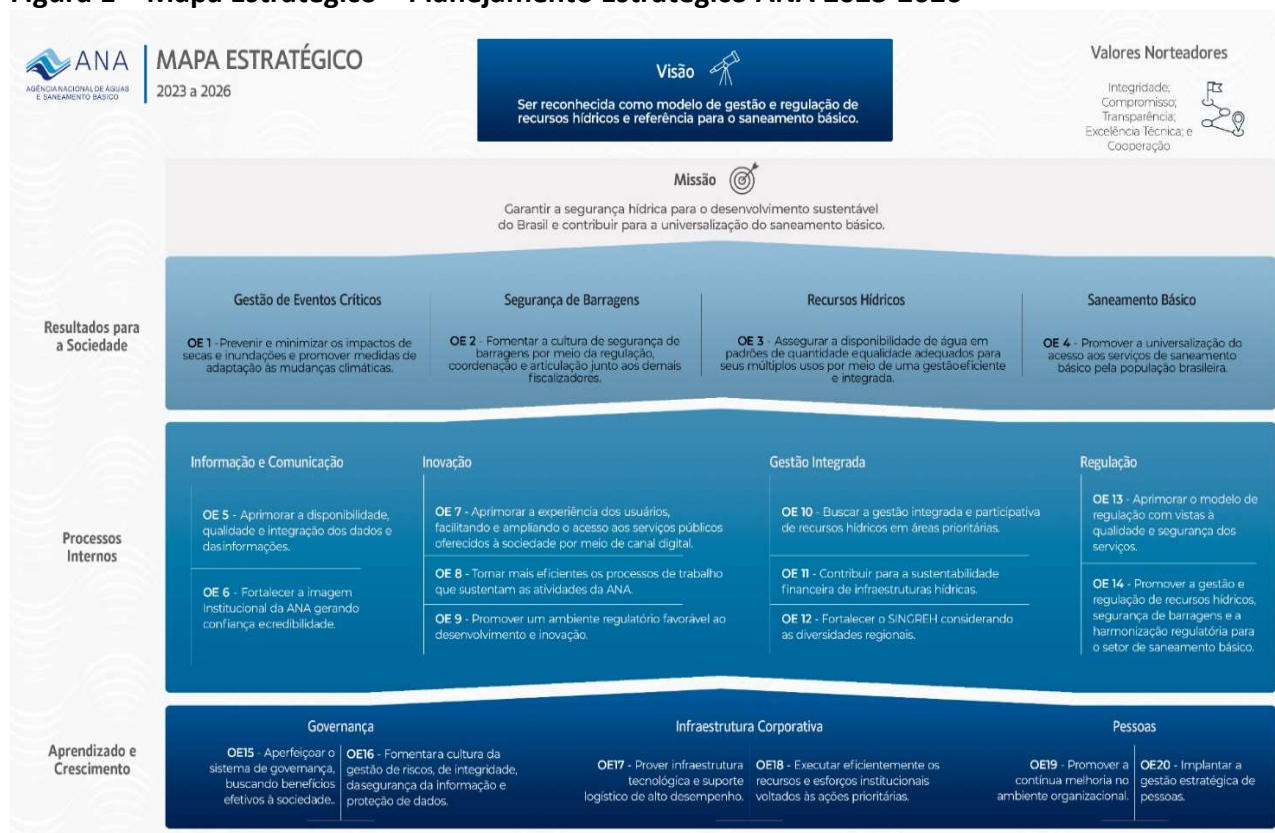 Figura 1 – Mapa Estratégico – Planejamento Estratégico ANA 2023-2026
ANA
AGÊNCIA NACIONAL DE ÁGUAS
E SANEAMENTO BÁSICO
MAPA ESTRATÉGICO
2023 a 2026
Visão
Ser reconhecida como modelo de gestão e regulação de
recursos hídricos e referência para o saneamento básico.
Valores Norteadores
Integridade;
Compromisso;
Transparência;
Excelência Técnica; e
Cooperação
Missão
Garantir a segurança hídrica para o desenvolvimento sustentável
do Brasil e contribuir para a universalização do saneamento básico.
Resultados para
a Sociedade
Gestão de Eventos Críticos
OE 1 -Prevenir e minimizar os impactos de
secas e inundações e promover medidas de
adaptação às mudanças climáticas.
Segurança de Barragens
OE 2 - Fomentar a cultura de segurança de
barragens por meio da regulação,
coordenação e articulação junto aos demais
fiscalizadores.
Recursos Hídricos
OE 3 - Assegurar a disponibilidade de água em
padrões de quantidade equalidade adequados para
seus múltiplos usos por meio de uma gestãoeficiente
e integrada.
Saneamento Básico
OE 4 - Promover a universalização do
acesso aos serviços de saneamento
básico pela população brasileira.
Processos
Internos
Informação e Comunicação
OE 5 - Aprimorar a disponibilidade,
qualidade e integração dos dados e
dasinformações.
OE 6 - Fortalecer a imagem
Institucional da ANA gerando
confiança ecredibilidade.
Inovação
OE 7 - Aprimorar a experiência dos usuários,
facilitando e ampliando o acesso aos serviços públicos
oferecidos à sociedade por meio de canal digital.
OE 8 - Tornar mais eficientes os processos de trabalho
que sustentam as atividades da ANA.
OE 9 - Promover um ambiente regulatório favorável ao
desenvolvimento e inovação.
Gestão Integrada
OE 10 - Buscar a gestão integrada e participativa
de recursos hídricos em áreas prioritárias.
OE 11 - Contribuir para a sustentabilidade
financeira de infraestruturas hídricas.
OE 12 - Fortalecer o SINGREH considerando
as diversidades regionais.
Regulação
OE 13 - Aprimorar o modelo de
regulação com vistas à
qualidade e segurança dos
serviços.
OE 14 - Promover a gestão e
regulação de recursos hídricos,
segurança de barragens e a
harmonização regulatória para
o setor de saneamento básico.
Aprendizado e
Crescimento
Governança
OE15 - Aperfeiçoar o
sistema de governança,
buscando benefícios
efetivos à sociedade.
OE16 - Fomentara cultura da
gestão de riscos, de integridade,
dasegurança da informação e
proteção de dados.
Infraestrutura Corporativa
OE17 - Prover infraestrutura
tecnológica e suporte
logístico de alto desempenho.
OE18 - Executar eficientemente os
recursos e esforços institucionais
voltados às ações prioritárias.
Pessoas
OE19 - Promover a
contínua melhoria no
ambiente organizacional.
OE20 - Implantar a
gestão estratégica de
pessoas.